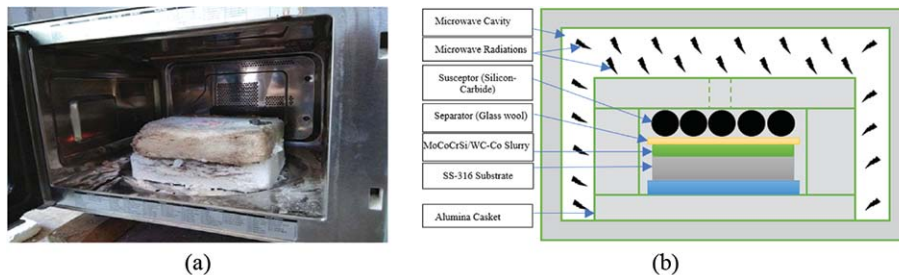 Microwave Cavity
Microwave Radiations
Susceptor (Silicon-
Carbide)
Separator (Glass wool)
MoCoCrSi/WC-Co Slurry
SS-316 Substrate
Alumina Casket
(a)
(b)